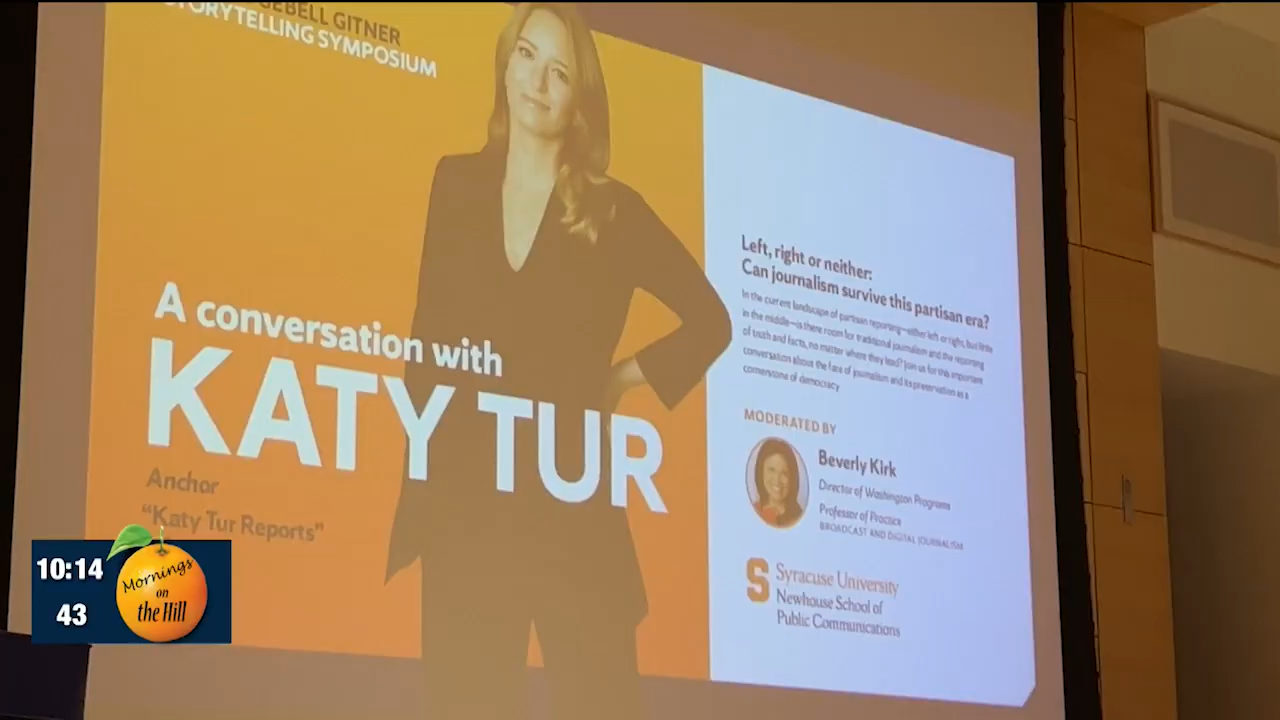 GEBELL GITNER
STORYTELLING SYMPOSIUM
A conversation with
KATY TUR
Anchor
“Katy Tur Reports”
Left, right or neither:
Can journalism survive this partisan era?
In the current landscape of partisan reporting—either left or right, but little
in the middle—is there room for traditional journalism and the reporting
of truth and facts, no matter where they lead? Join us for this important
conversation about the fate of journalism and its preservation as a
cornerstone of democracy
MODERATED BY
Beverly Kirk
Director of Washington Programs
Professor of Practice
BROADCAST AND DIGITAL JOURNALISM
S Syracuse University
Newhouse School of
Public Communications
10:14
43
Mornings
on
the Hill